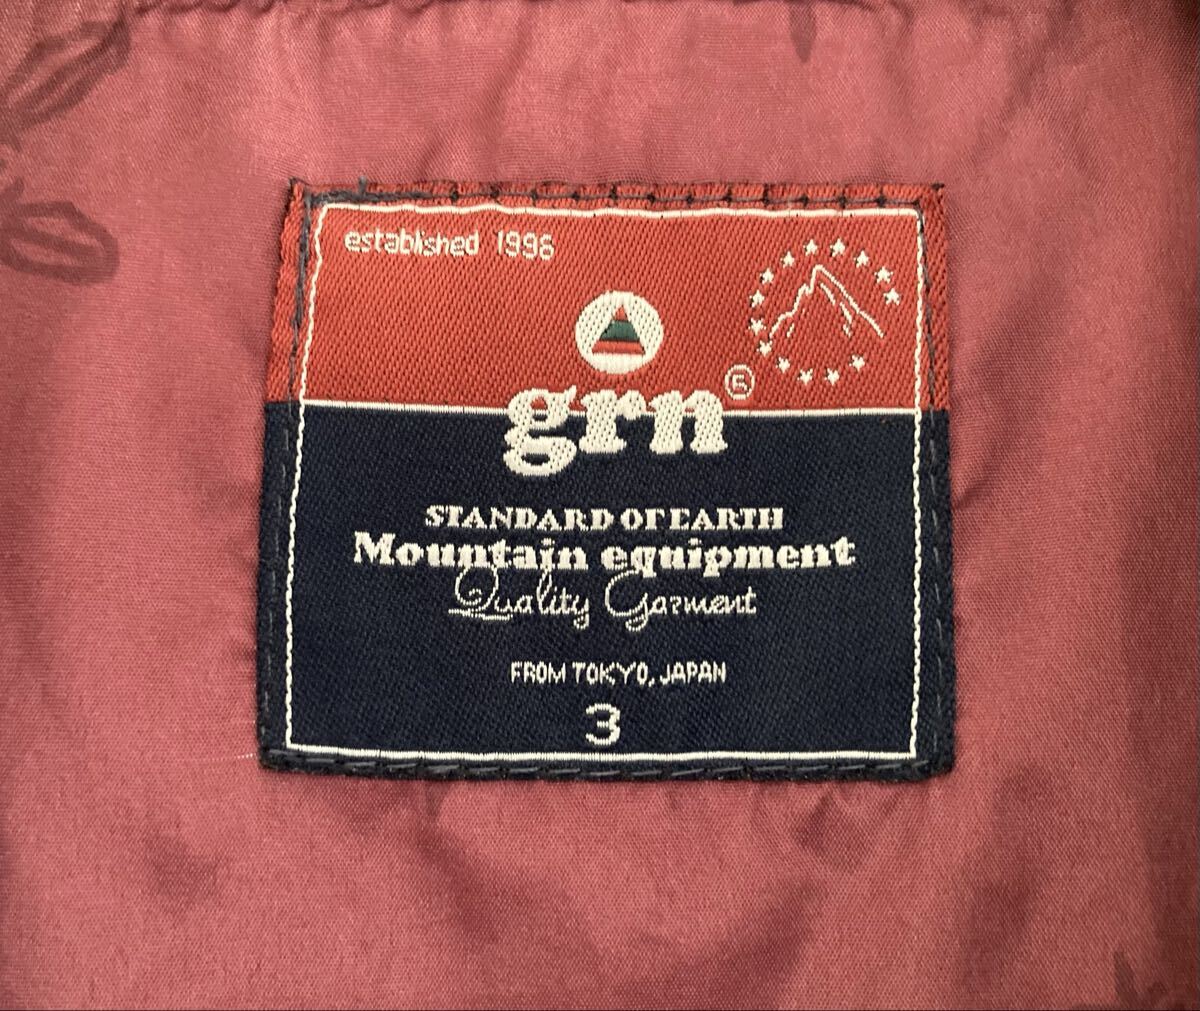 established 1996
grn®
STANDARD OF EARTH
Mountain equipment
Quality Garment
FROM TOKYO, JAPAN
3